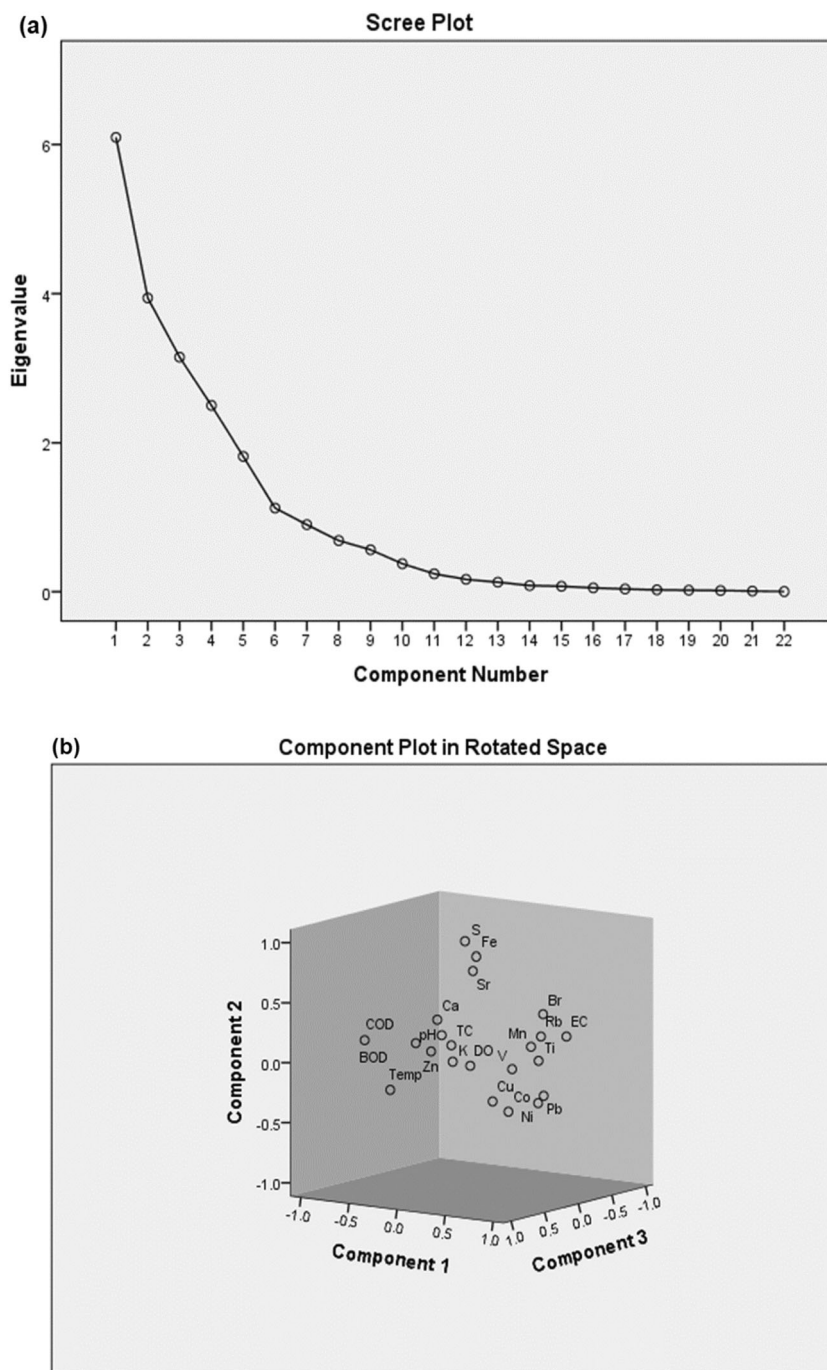 (a)
Scree Plot
Eigenvalue
6
4
2
0
1 2 3 4 5 6 7 8 9 10 11 12 13 14 15 16 17 18 19 20 21 22
Component Number
(b)
Component Plot in Rotated Space
Component 2
1.0
0.5
0.0
-0.5
-1.0
S
Fe
Sr
Ca
Br
COD
pH
TC
Mn
Rb
EC
BOD
K
DO
V
Ti
Temp
Zn
Cu
Co
Ni
Pb
-1.0 -0.5 0.0 0.5 1.0
1.0 0.5 0.0 -0.5 -1.0
Component 1
Component 3